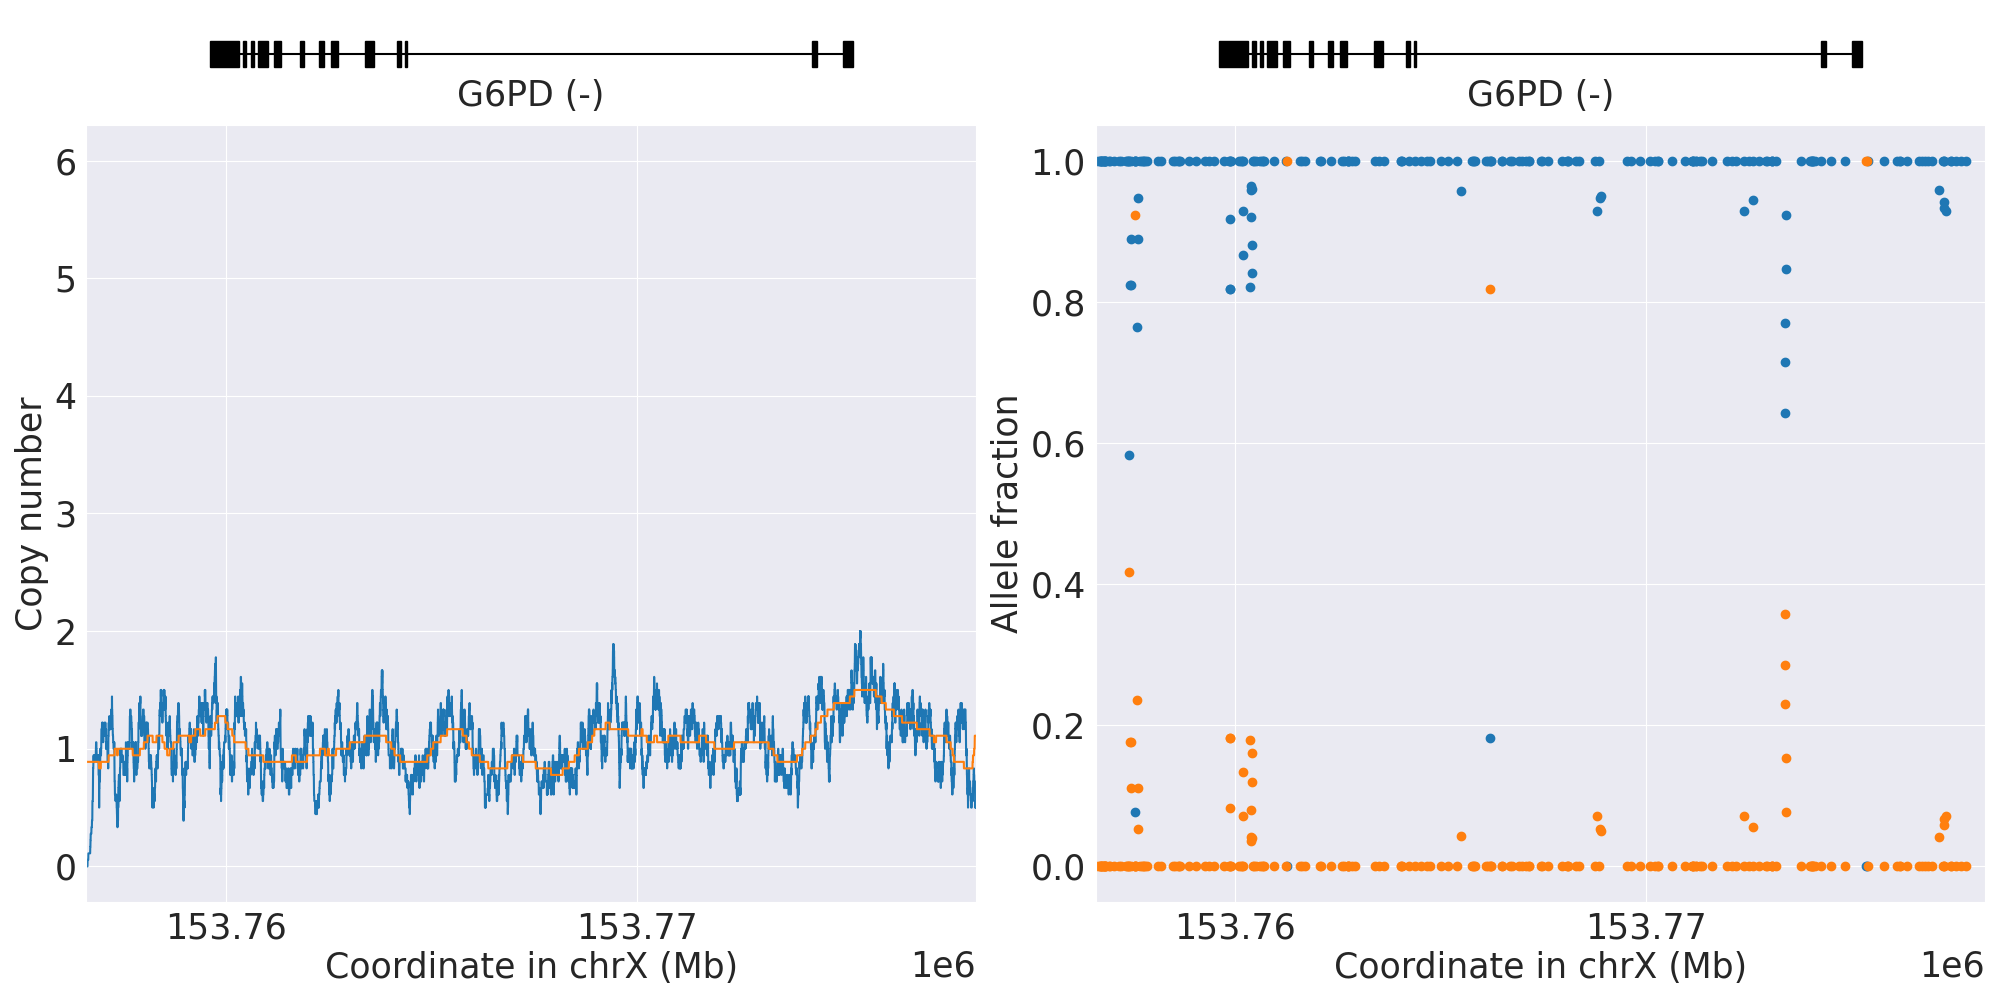 G6PD (-)
6
5
4
3
2
1
0
Copy number
153.76
153.77
Coordinate in chrX (Mb)
1e6
G6PD (-)
1.0
0.8
0.6
0.4
0.2
0.0
Allele fraction
153.76
153.77
Coordinate in chrX (Mb)
1e6